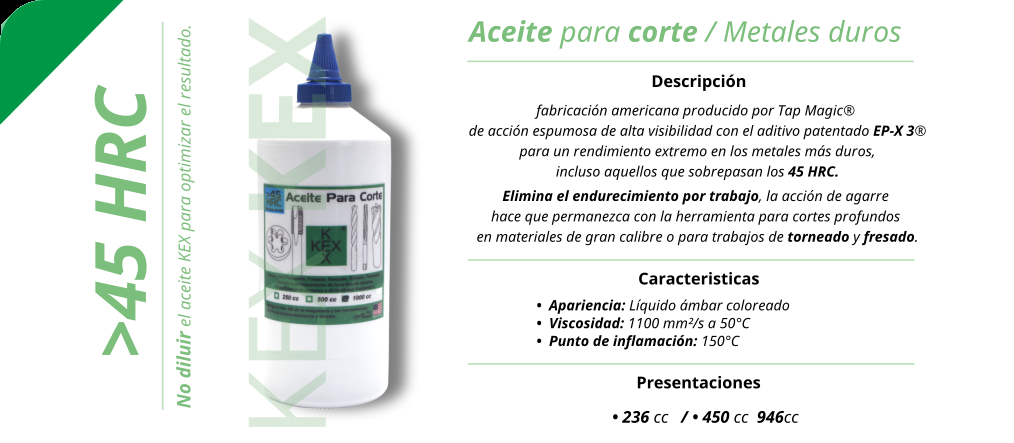 >45 HRC
No diluir el aceite KEX para optimizar el resultado.
KEX KEX
>45
HRC
Aceite Para Corte
K
KEX
X
250 cc 500 cc 1000 cc
Aceite para corte / Metales duros
Descripción
fabricación americana producido por Tap Magic®
de acción espumosa de alta visibilidad con el aditivo patentado EP-X 3®
para un rendimiento extremo en los metales más duros,
incluso aquellos que sobrepasan los 45 HRC.
Elimina el endurecimiento por trabajo, la acción de agarre
hace que permanezca con la herramienta para cortes profundos
en materiales de gran calibre o para trabajos de torneado y fresado.
Caracteristicas
• Apariencia: Líquido ámbar coloreado
• Viscosidad: 1100 mm²/s a 50°C
• Punto de inflamación: 150°C
Presentaciones
• 236 cc / • 450 cc 946cc